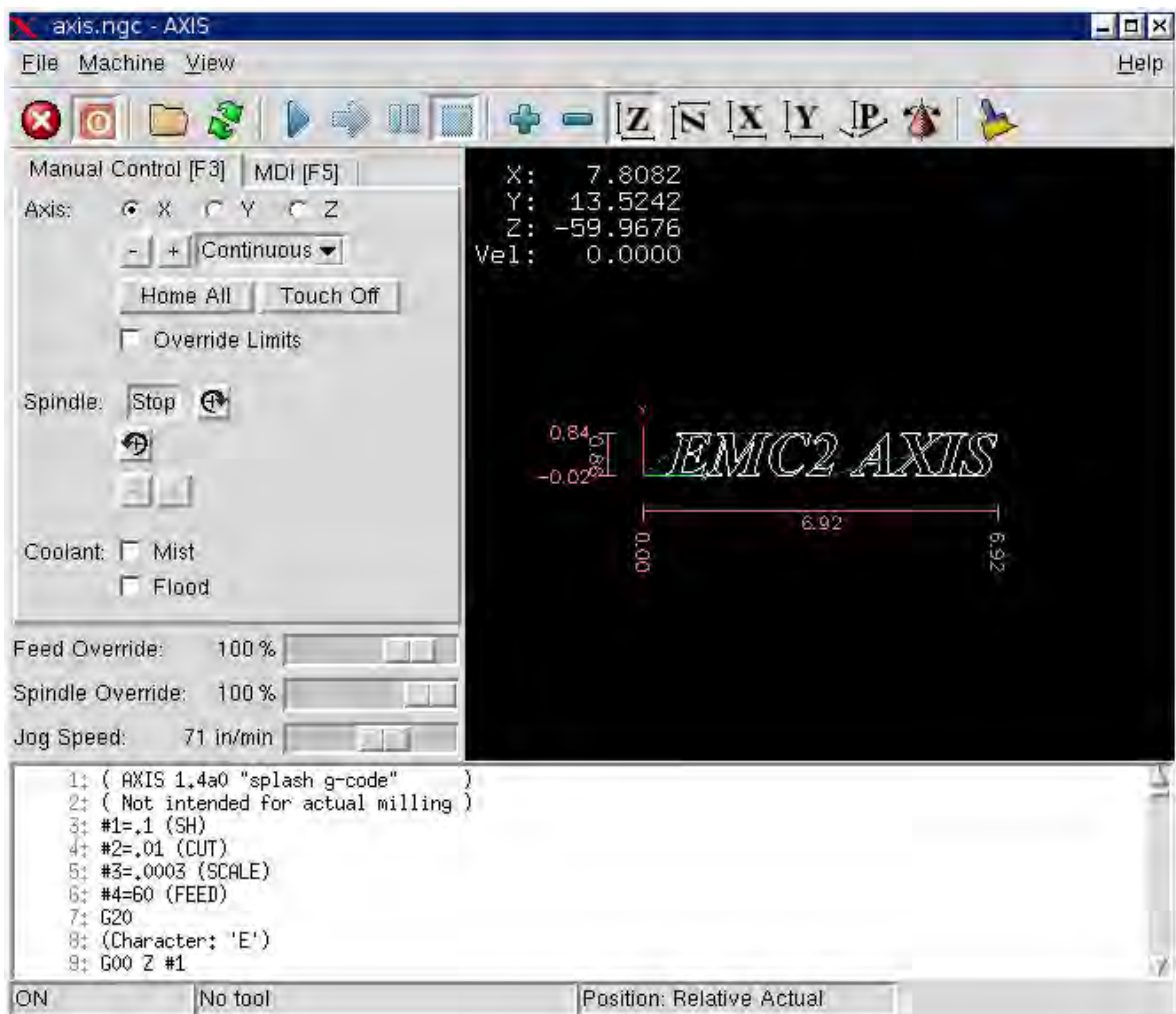 axis.ngc - AXIS
File Machine View Help
Z N X Y P
Manual Control [F3] MDI [F5]
Axis: X Y Z
- + Continuous
Home All Touch Off
Override Limits
Spindle: Stop
Coolant: Mist
Flood
Feed Override: 100 %
Spindle Override: 100 %
Jog Speed: 71 in/min
X: 7.8082
Y: 13.5242
Z: -59.9676
Vel: 0.0000
Y
0.84
-0.02
EMC2 AXIS
6.92
0.00
6.92
1: ( AXIS 1.4a0 "splash g-code" )
2: ( Not intended for actual milling )
3: #1=.1 (SH)
4: #2=.01 (CUT)
5: #3=.0003 (SCALE)
6: #4=60 (FEED)
7: G20
8: (Character: 'E')
9: G00 Z #1
ON No tool Position: Relative Actual